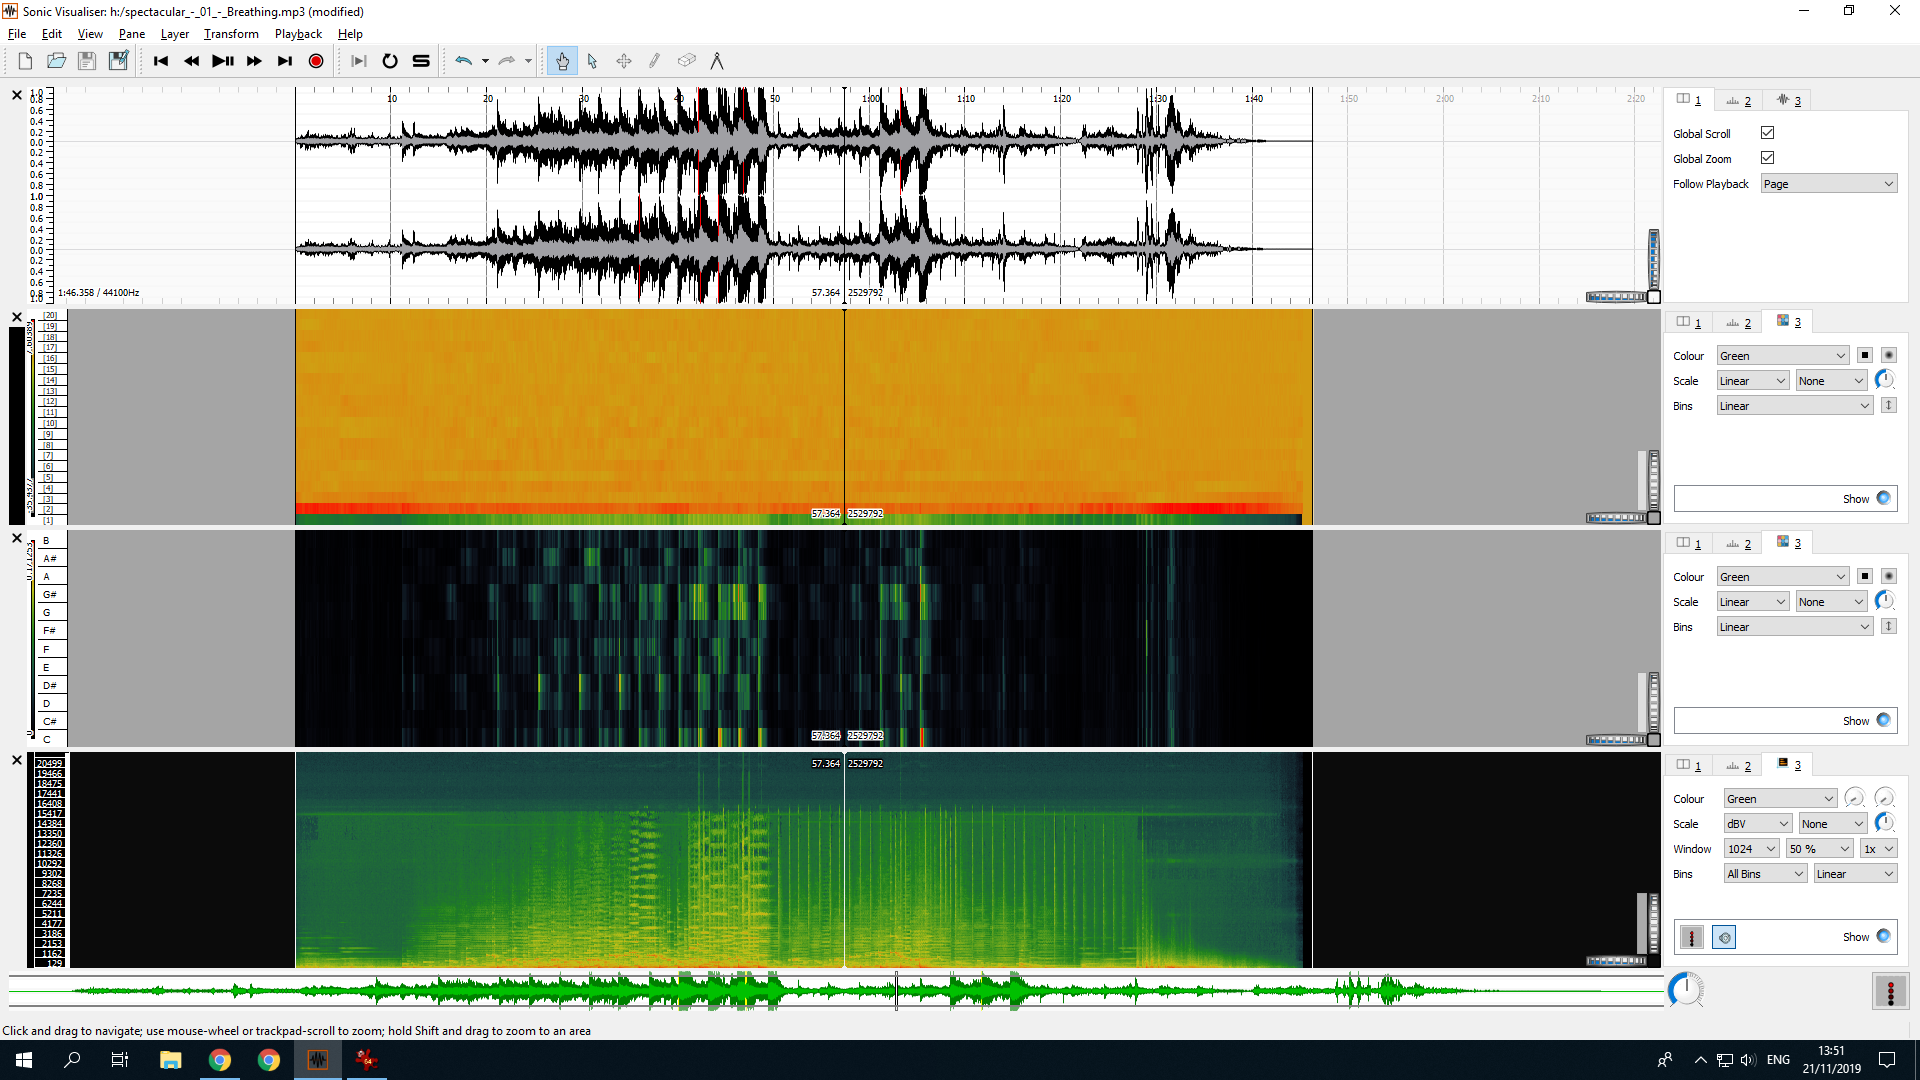 Sonic Visualiser: h:/spectacular_-_01_-_Breathing.mp3 (modified)
File Edit View Pane Layer Transform Playback Help
10 20 30 40 50 1:00 1:10 1:20 1:30 1:40 1:50 2:00 2:10 2:20
1.0
0.8
0.6
0.4
0.2
0.0
0.2
0.4
0.6
0.8
1.0
0.8
0.6
0.4
0.2
0.0
0.2
0.4
0.6
0.8
1.0
1:46.358 / 44100Hz
57.364 2529792
1 2 3
Global Scroll
Global Zoom
Follow Playback Page
[20]
[19]
[18]
[17]
[16]
[15]
[14]
[13]
[12]
[11]
[10]
[9]
[8]
[7]
[6]
[5]
[4]
[3]
[2]
[1]
57.364 2529792
1 2 3
Colour Green
Scale Linear None
Bins Linear
Show
B
A#
A
G#
G
F#
F
E
D#
D
C#
C
57.364 2529792
1 2 3
Colour Green
Scale Linear None
Bins Linear
Show
20499
19466
18475
17441
16408
15417
14384
13350
12360
11326
10292
9302
8268
7235
6244
5211
4177
3186
2153
1162
129
57.364 2529792
1 2 3
Colour Green
Scale dBV None
Window 1024 50 % 1x
Bins All Bins Linear
Show
Click and drag to navigate; use mouse-wheel or trackpad-scroll to zoom; hold Shift and drag to zoom to an area
64
ENG
13:51
21/11/2019